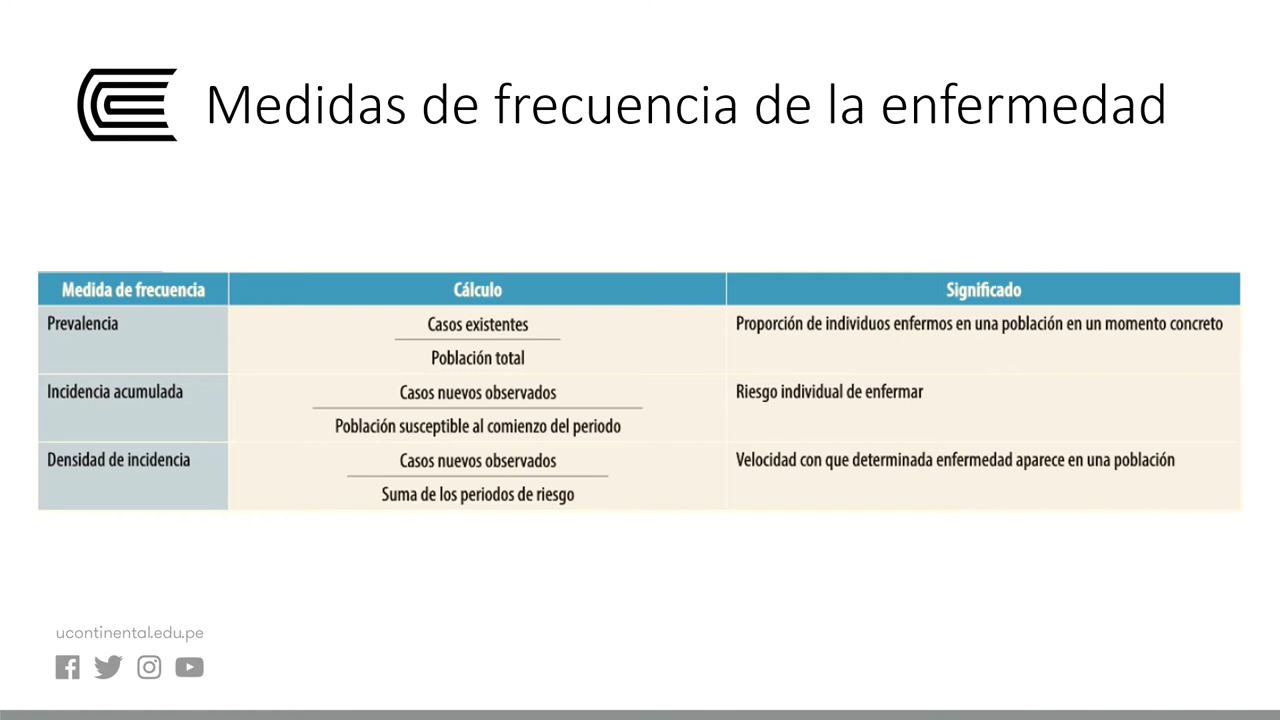 Medidas de frecuencia de la enfermedad
Medida de frecuencia
Cálculo
Significado
Prevalencia
Casos existentes
Población total
Proporción de individuos enfermos en una población en un momento concreto
Incidencia acumulada
Casos nuevos observados
Población susceptible al comienzo del periodo
Riesgo individual de enfermar
Densidad de incidencia
Casos nuevos observados
Suma de los periodos de riesgo
Velocidad con que determinada enfermedad aparece en una población
ucontinental.edu.pe